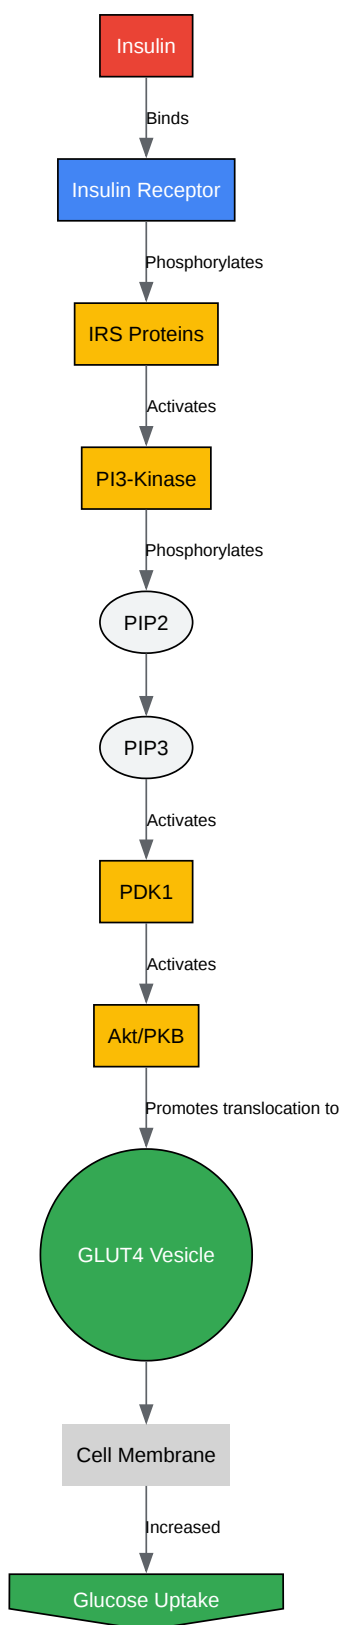 Insulin
Binds
Insulin Receptor
Phosphorylates
IRS Proteins
Activates
PI3-Kinase
Phosphorylates
PIP2
PIP3
Activates
PDK1
Activates
Akt/PKB
Promotes translocation to
GLUT4 Vesicle
Cell Membrane
Increased
Glucose Uptake